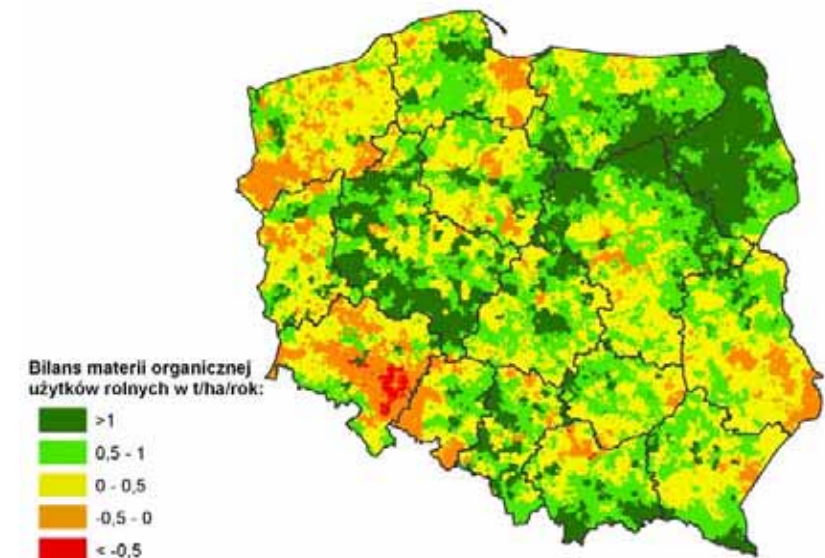 Bilans materii organicznej
użytków rolnych w t/ha/rok:
>1
0,5 - 1
0 - 0,5
-0,5 - 0
< -0,5